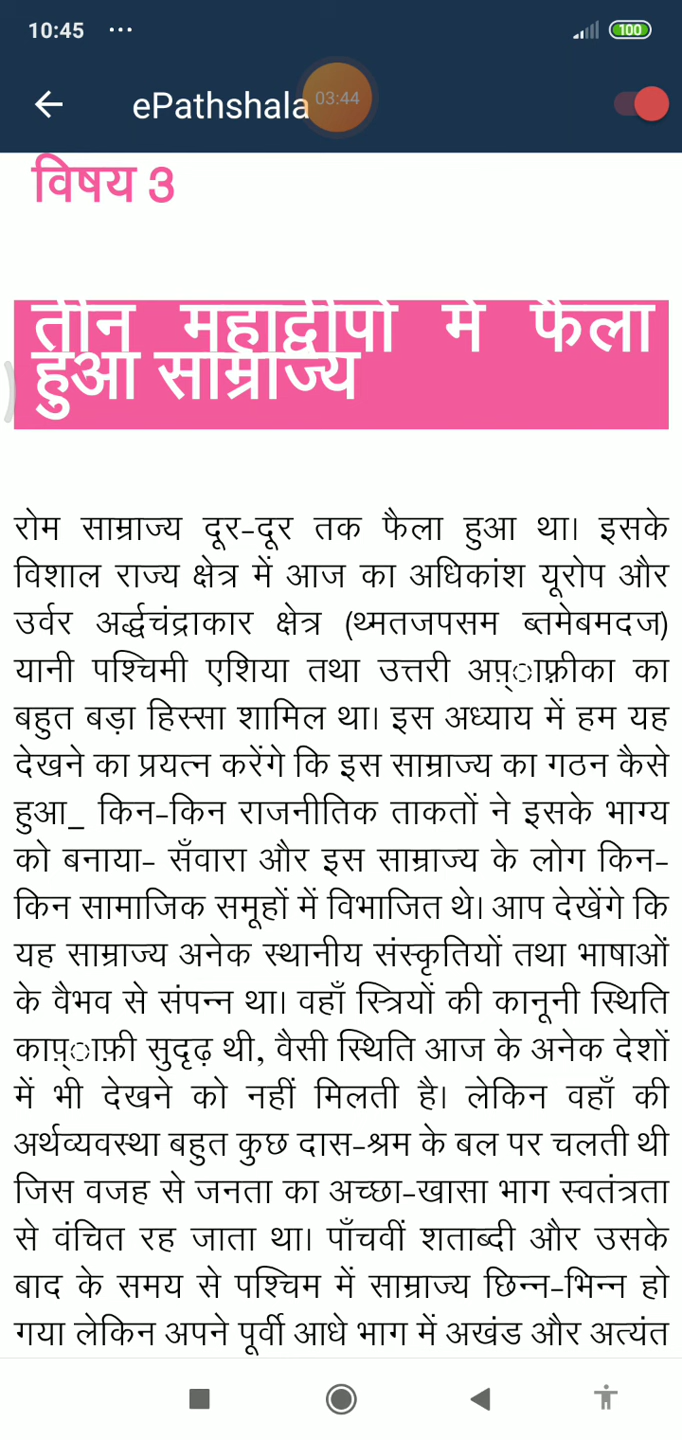 10:45 ...
100
ePathshala
03:44
विषय 3
तीन महाद्वीपों में फैला
हुआ साम्राज्य
रोम साम्राज्य दूर-दूर तक फैला हुआ था। इसके
विशाल राज्य क्षेत्र में आज का अधिकांश यूरोप और
उर्वर अर्द्धचंद्राकार क्षेत्र (थ्मतजपसम ब्तमेबमदज)
यानी पश्चिमी एशिया तथा उत्तरी अप़्ाफ़्रीका का
बहुत बड़ा हिस्सा शामिल था। इस अध्याय में हम यह
देखने का प्रयत्न करेंगे कि इस साम्राज्य का गठन कैसे
हुआ_ किन-किन राजनीतिक ताकतों ने इसके भाग्य
को बनाया- सँवारा और इस साम्राज्य के लोग किन-
किन सामाजिक समूहों में विभाजित थे। आप देखेंगे कि
यह साम्राज्य अनेक स्थानीय संस्कृतियों तथा भाषाओं
के वैभव से संपन्न था। वहाँ स्त्रियों की कानूनी स्थिति
काप़्ाफ़ी सुदृढ़ थी, वैसी स्थिति आज के अनेक देशों
में भी देखने को नहीं मिलती है। लेकिन वहाँ की
अर्थव्यवस्था बहुत कुछ दास-श्रम के बल पर चलती थी
जिस वजह से जनता का अच्छा-खासा भाग स्वतंत्रता
से वंचित रह जाता था। पाँचवीं शताब्दी और उसके
बाद के समय से पश्चिम में साम्राज्य छिन्न-भिन्न हो
गया लेकिन अपने पूर्वी आधे भाग में अखंड और अत्यंत